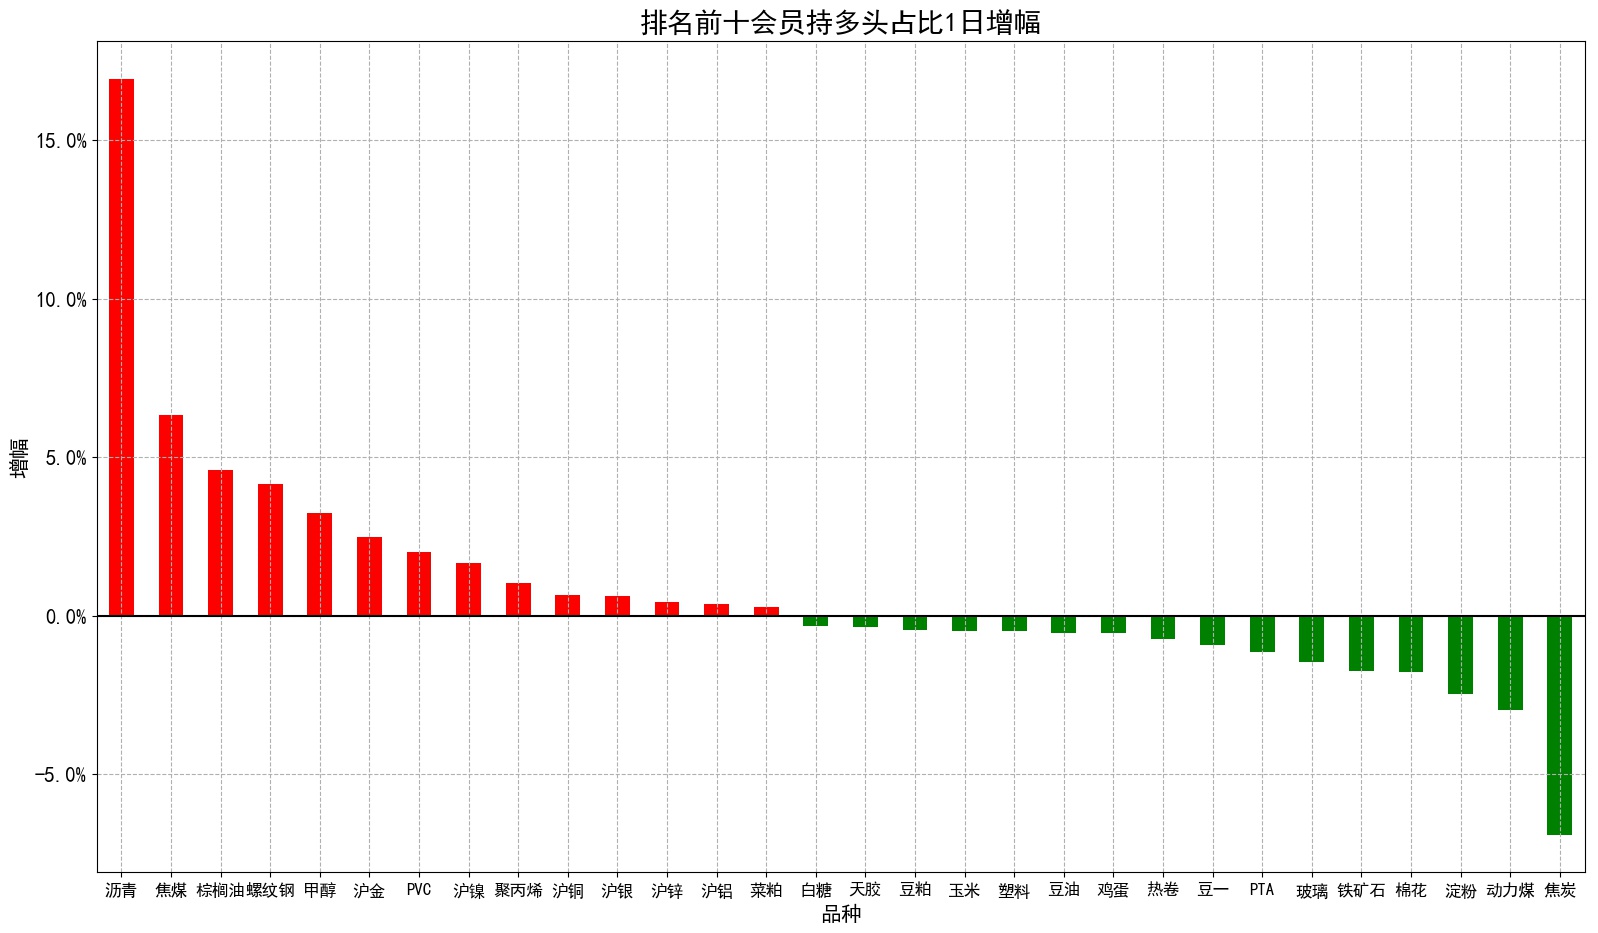 排名前十会员持多头占比1日增幅
增幅
15.0%
10.0%
5.0%
0.0%
-5.0%
沥青 焦煤 棕榈油 螺纹钢 甲醇 沪金 PVC 沪镍 聚丙烯 沪铜 沪银 沪锌 沪铝 菜粕 白糖 天胶 豆粕 玉米 塑料 豆油 鸡蛋 热卷 豆一 PTA 玻璃 铁矿石 棉花 淀粉 动力煤 焦炭
品种